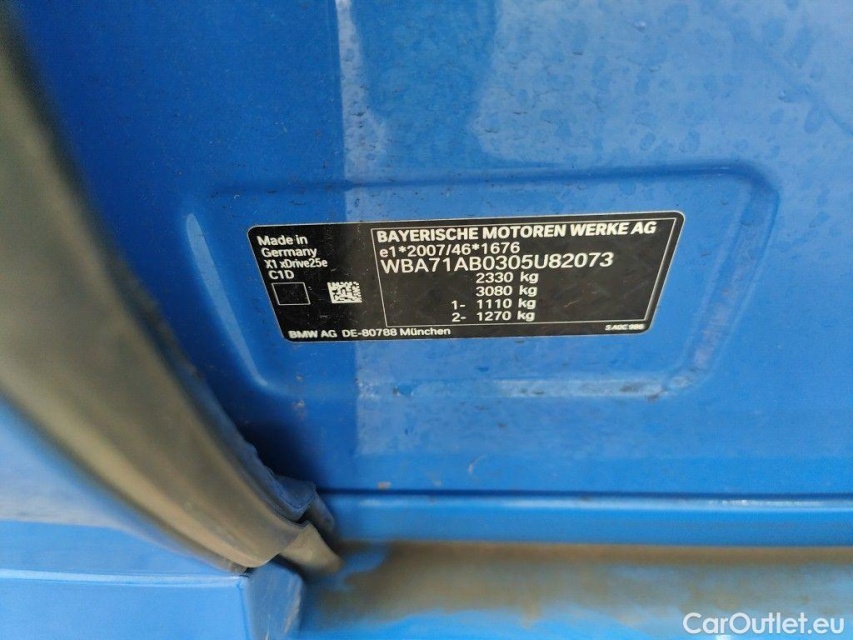 Made in
Germany
X1 xDrive25e
C1D
BAYERISCHE MOTOREN WERKE AG
e1*2007/46*1676
WBA71AB0305U82073
2330 kg
3080 kg
1- 1110 kg
2- 1270 kg
BMW AG DE-80788 München
CarOutlet.eu